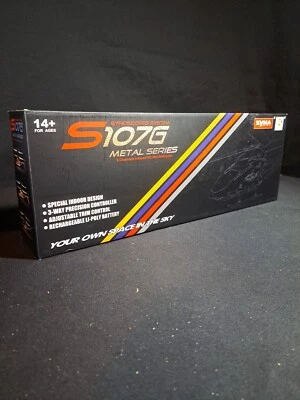 14+
FOR AGES
GYROSCOPE SYSTEM
S107G
METAL SERIES
SYMA
S107G
• SPECIAL INDOOR DESIGN
• 3-WAY PRECISION CONTROLLER
• ADJUSTABLE TRIM CONTROL
• RECHARGEABLE LI-POLY BATTERY
YOUR OWN SPACE IN THE SKY